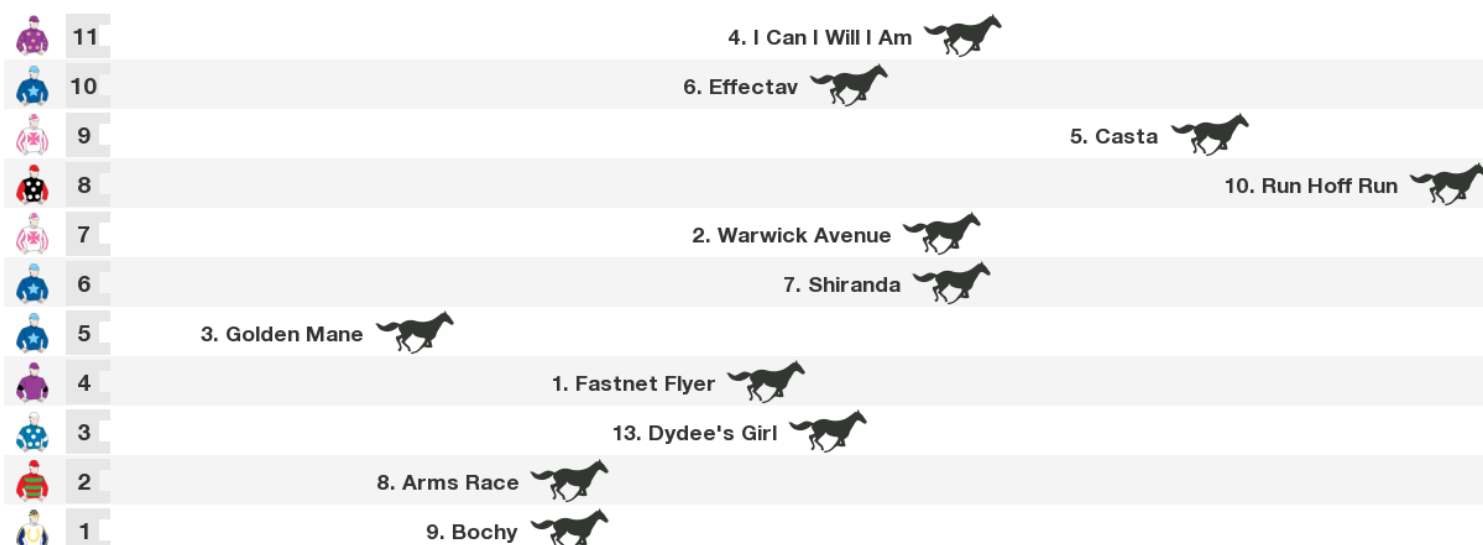 11 4. I Can I Will I Am
10 6. Effectav
9 5. Casta
8 10. Run Hoff Run
7 2. Warwick Avenue
6 7. Shiranda
5 3. Golden Mane
4 1. Fastnet Flyer
3 13. Dydee's Girl
2 8. Arms Race
1 9. Bochy